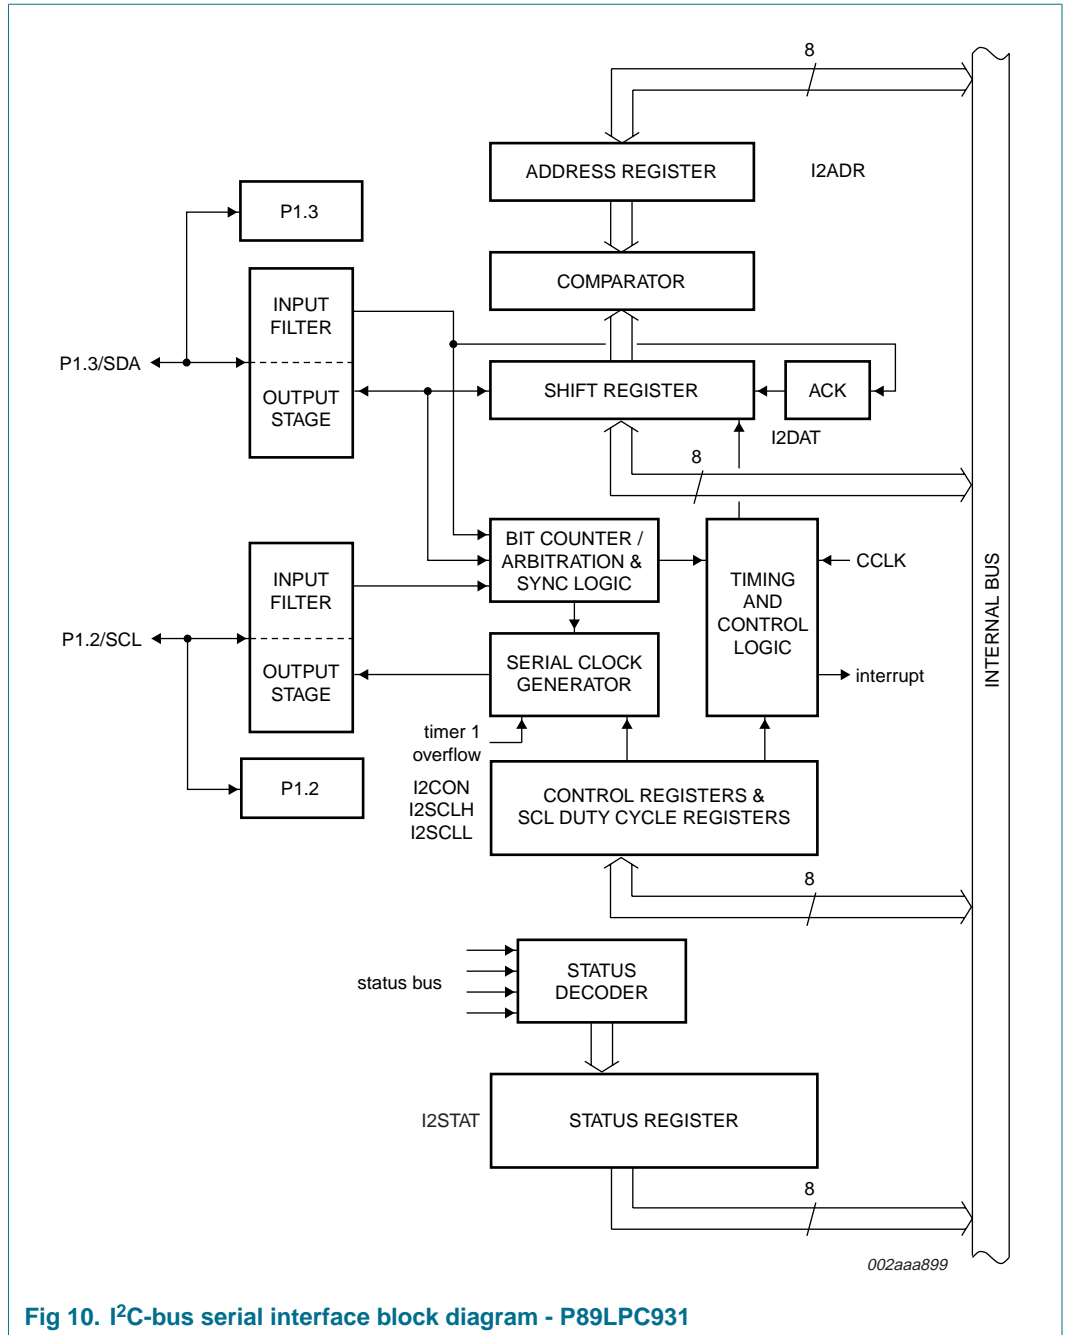 8
ADDRESS REGISTER
I2ADR
P1.3
COMPARATOR
INPUT
FILTER
P1.3/SDA
OUTPUT
STAGE
SHIFT REGISTER
ACK
I2DAT
8
BIT COUNTER /
ARBITRATION &
SYNC LOGIC
INPUT
FILTER
TIMING
AND
CONTROL
LOGIC
CCLK
P1.2/SCL
OUTPUT
STAGE
SERIAL CLOCK
GENERATOR
interrupt
INTERNAL BUS
timer 1
overflow
P1.2
I2CON
I2SCLH
I2SCLL
CONTROL REGISTERS &
SCL DUTY CYCLE REGISTERS
8
status bus
STATUS
DECODER
I2STAT
STATUS REGISTER
8
002aaa899
Fig 10. I²C-bus serial interface block diagram - P89LPC931